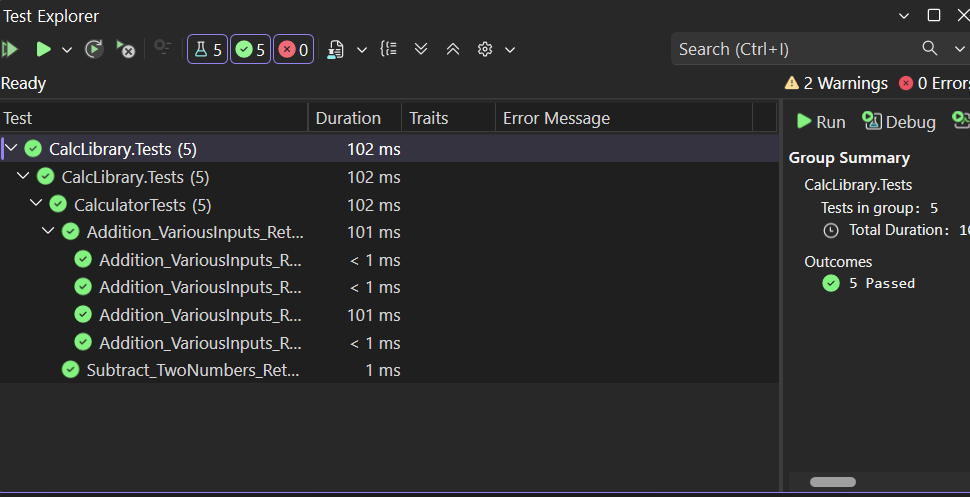 Test Explorer
5 5 0
Search (Ctrl+I)
Ready
2 Warnings 0 Errors
Test Duration Traits Error Message
Run Debug
CalcLibrary.Tests (5) 102 ms
CalcLibrary.Tests (5) 102 ms
CalculatorTests (5) 102 ms
Addition_VariousInputs_Ret... 101 ms
Addition_VariousInputs_R... < 1 ms
Addition_VariousInputs_R... < 1 ms
Addition_VariousInputs_R... 101 ms
Addition_VariousInputs_R... < 1 ms
Subtract_TwoNumbers_Ret... 1 ms
Group Summary
CalcLibrary.Tests
Tests in group: 5
Total Duration:
Outcomes
5 Passed